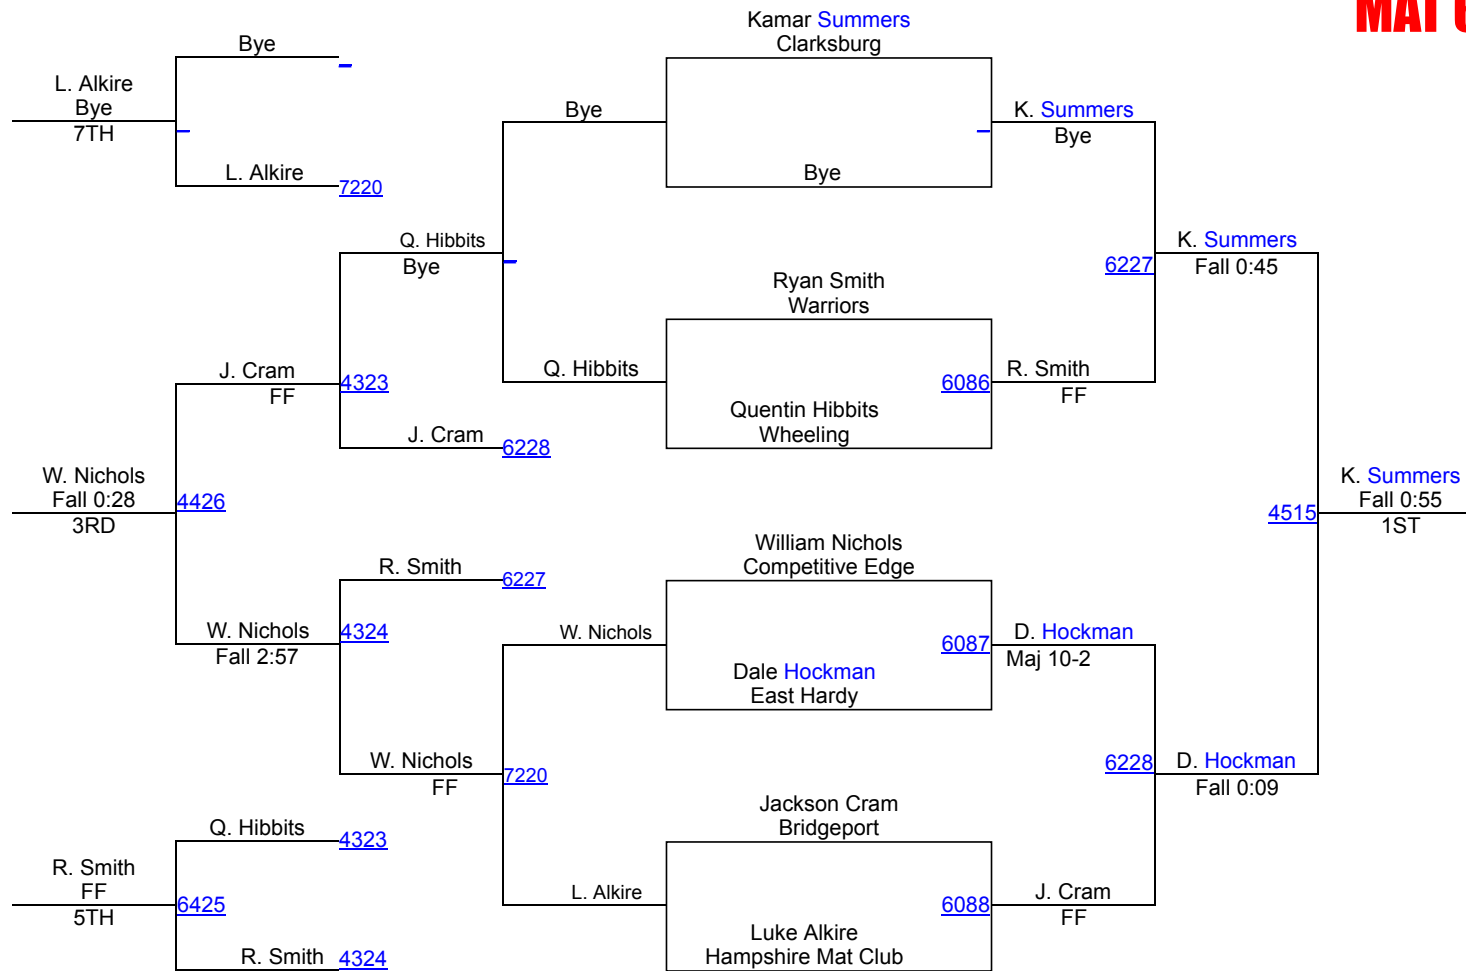 MAT
Kamar Summers
Clarksburg
Bye
L. Alkire
Bye
7TH
L. Alkire
7220
Bye
Bye
K. Summers
Bye
Q. Hibbits
Bye
K. Summers
Fall 0:45
6227
Ryan Smith
Warriors
J. Cram
FF
4323
Q. Hibbits
6086
R. Smith
FF
Quentin Hibbits
Wheeling
J. Cram
6228
W. Nichols
Fall 0:28
3RD
4426
4515
K. Summers
Fall 0:55
1ST
William Nichols
Competitive Edge
R. Smith
6227
W. Nichols
Fall 2:57
4324
W. Nichols
6087
D. Hockman
Maj 10-2
Dale Hockman
East Hardy
W. Nichols
FF
7220
6228
D. Hockman
Fall 0:09
Jackson Cram
Bridgeport
Q. Hibbits
4323
R. Smith
FF
5TH
6425
L. Alkire
6088
J. Cram
FF
Luke Alkire
Hampshire Mat Club
R. Smith
4324